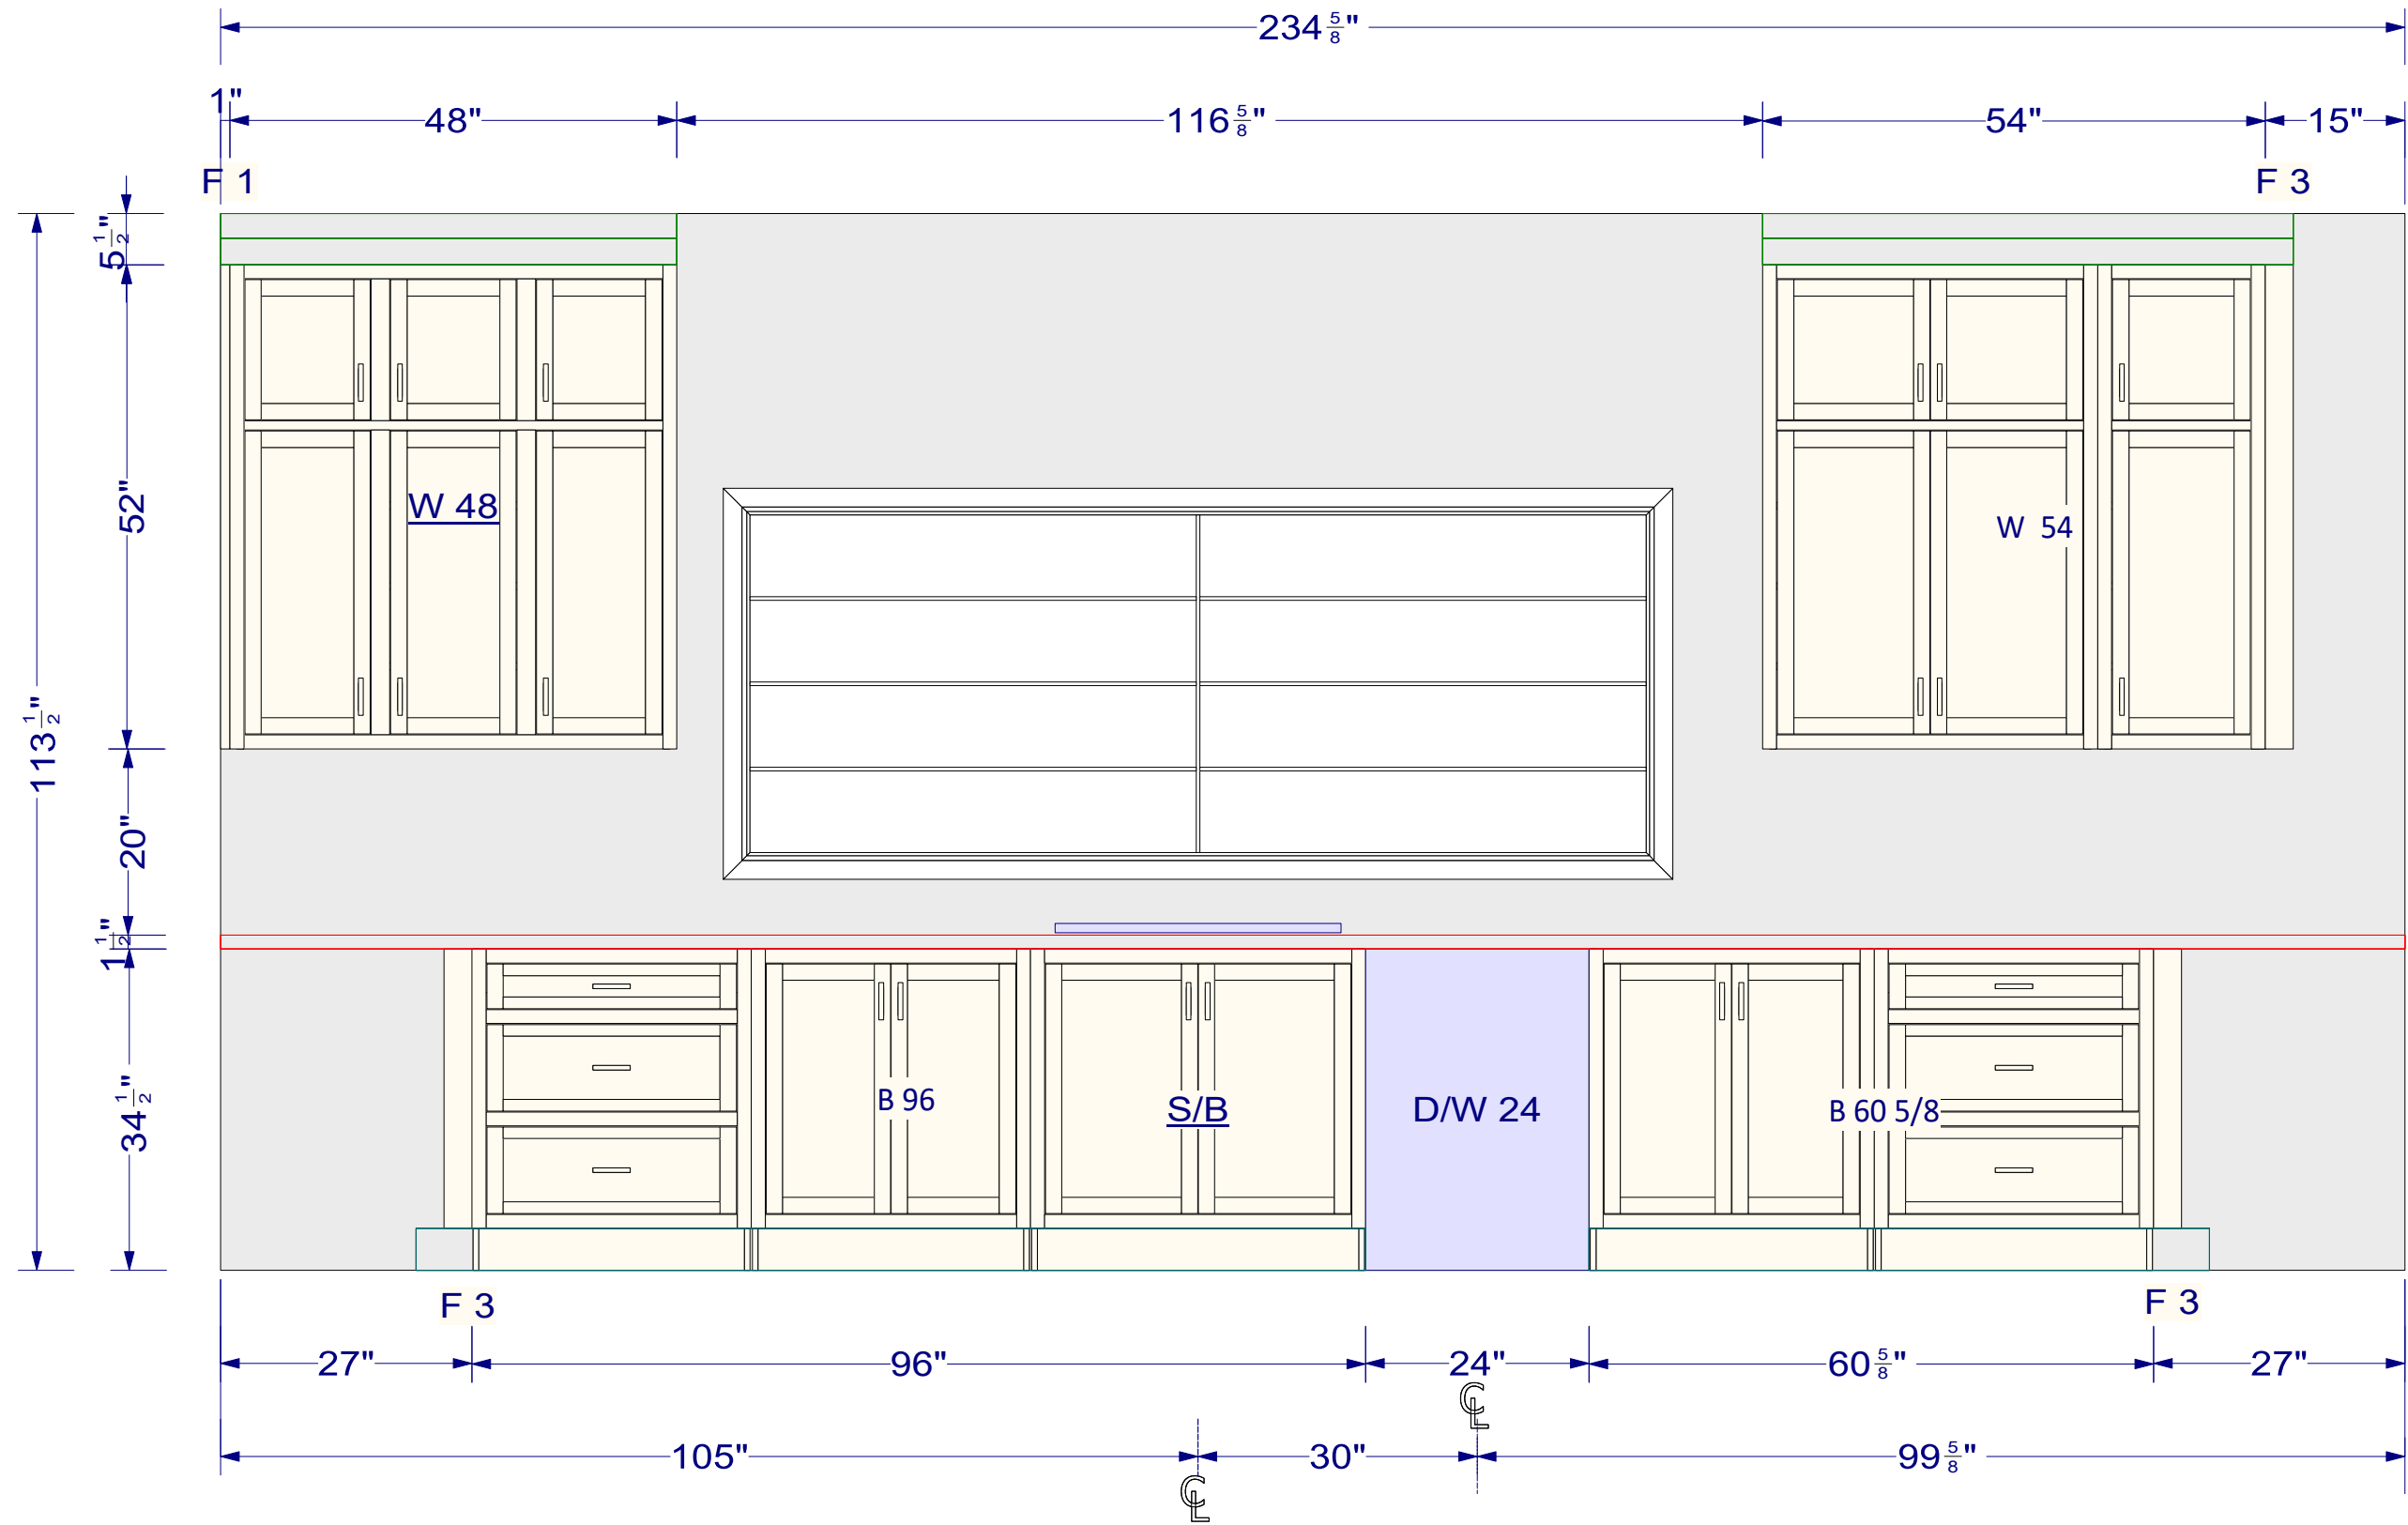 234 5/8"
1"
48"
116 5/8"
54"
15"
F 1
F 3
5 1/2"
52"
W 48
W 54
113 1/2"
20"
1 1/2"
34 1/2"
B 96
S/B
D/W 24
B 60 5/8
F 3
F 3
27"
96"
24"
60 5/8"
27"
CL
105"
30"
99 5/8"
CL